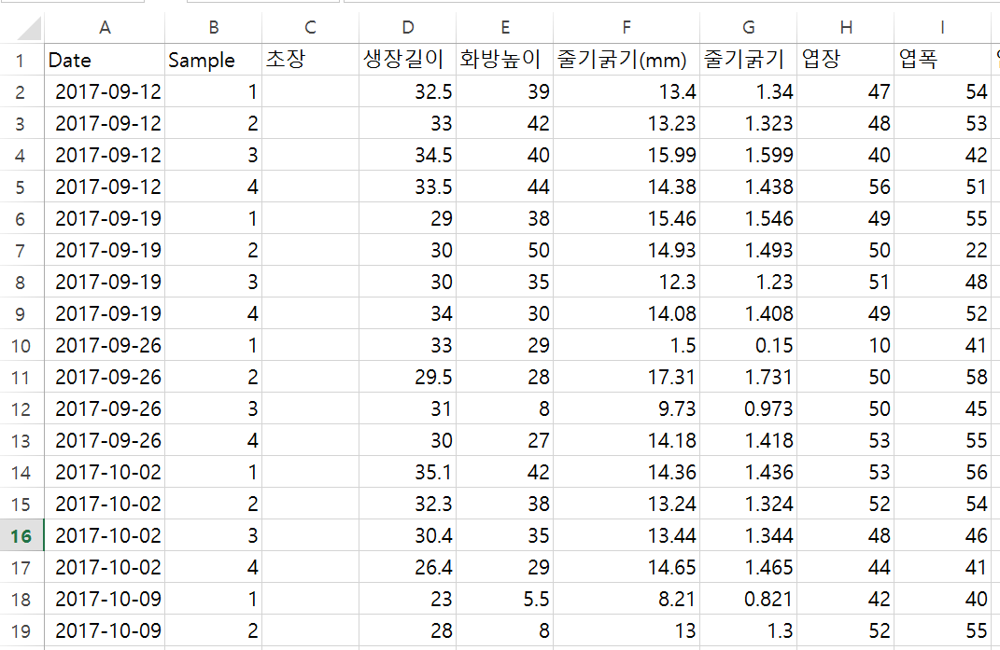 A B C D E F G H I
1 Date Sample 초장 생장길이 화방높이 줄기굵기(mm) 줄기굵기 엽장 엽폭
2 2017-09-12 1 32.5 39 13.4 1.34 47 54
3 2017-09-12 2 33 42 13.23 1.323 48 53
4 2017-09-12 3 34.5 40 15.99 1.599 40 42
5 2017-09-12 4 33.5 44 14.38 1.438 56 51
6 2017-09-19 1 29 38 15.46 1.546 49 55
7 2017-09-19 2 30 50 14.93 1.493 50 22
8 2017-09-19 3 30 35 12.3 1.23 51 48
9 2017-09-19 4 34 30 14.08 1.408 49 52
10 2017-09-26 1 33 29 1.5 0.15 10 41
11 2017-09-26 2 29.5 28 17.31 1.731 50 58
12 2017-09-26 3 31 8 9.73 0.973 50 45
13 2017-09-26 4 30 27 14.18 1.418 53 55
14 2017-10-02 1 35.1 42 14.36 1.436 53 56
15 2017-10-02 2 32.3 38 13.24 1.324 52 54
16 2017-10-02 3 30.4 35 13.44 1.344 48 46
17 2017-10-02 4 26.4 29 14.65 1.465 44 41
18 2017-10-09 1 23 5.5 8.21 0.821 42 40
19 2017-10-09 2 28 8 13 1.3 52 55